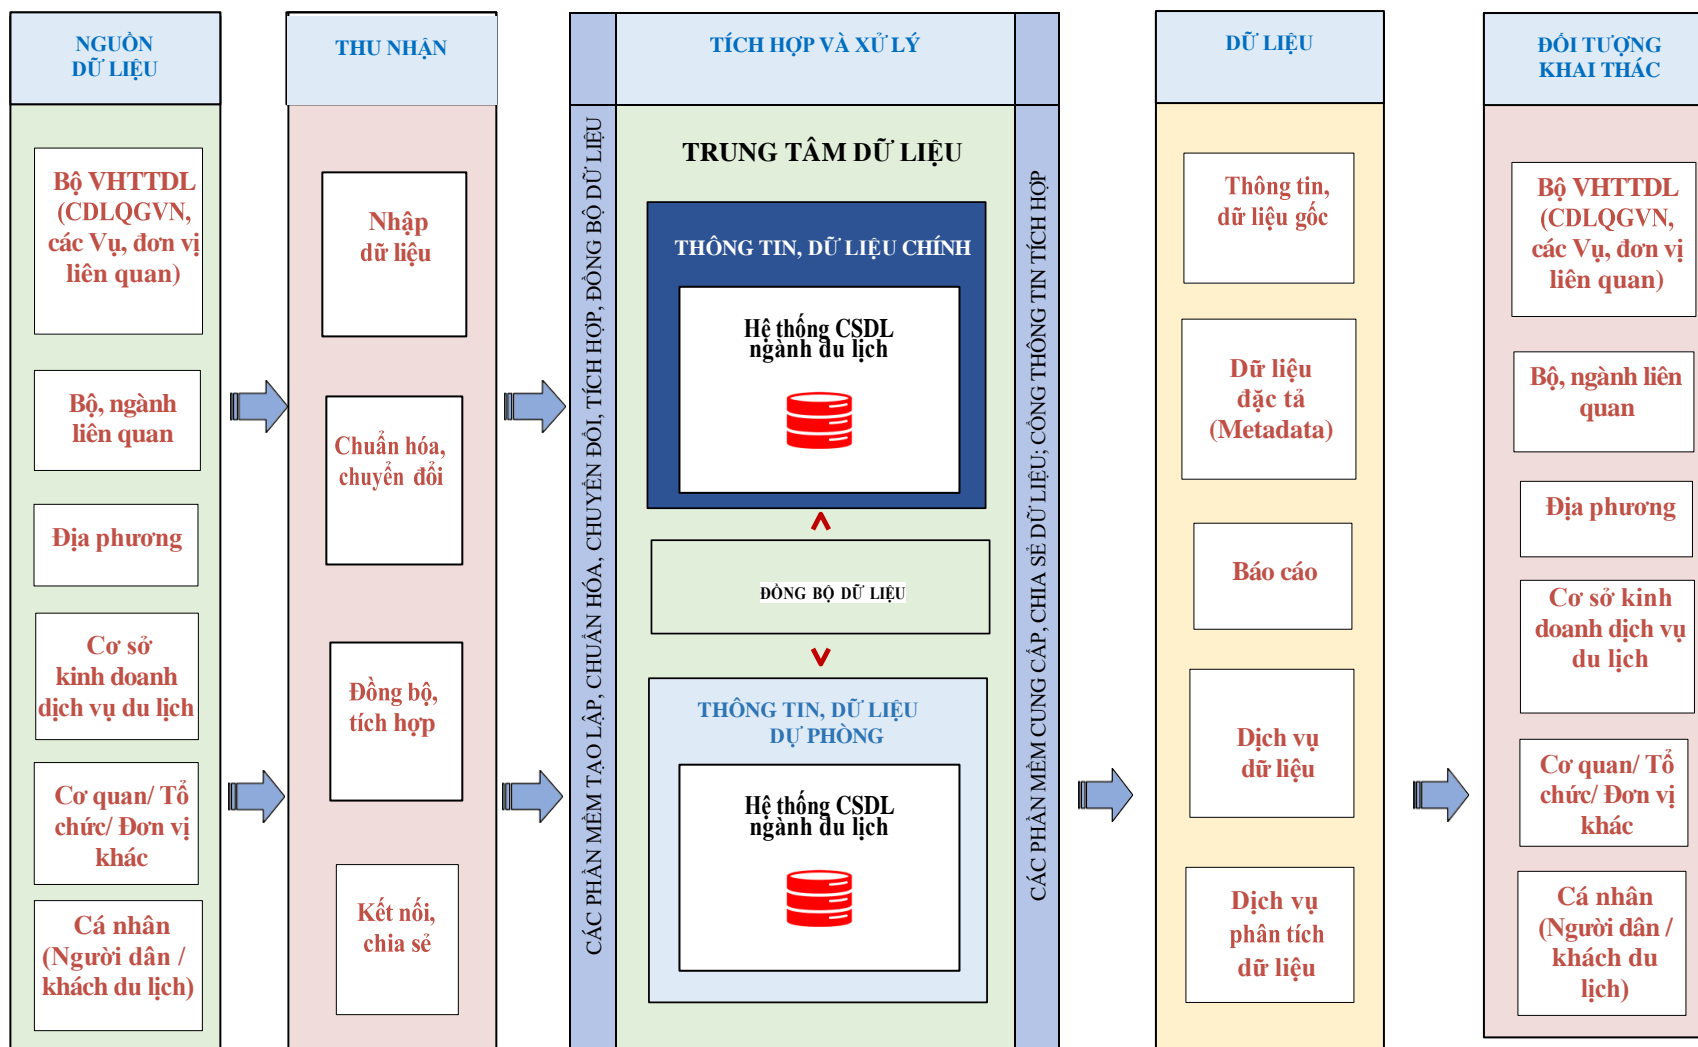 NGUỒN
DỮ LIỆU
Bộ VHTTDL
(CDLQGVN,
các Vụ, đơn vị
liên quan)
Bộ, ngành
liên quan
Địa phương
Cơ sở
kinh doanh
dịch vụ du lịch
Cơ quan/ Tổ
chức/ Đơn vị
khác
Cá nhân
(Người dân /
khách du lịch)
THU NHẬN
Nhập
dữ liệu
Chuẩn hóa,
chuyển đổi
Đồng bộ,
tích hợp
Kết nối,
chia sẻ
CÁC PHẦN MỀM TẠO LẬP, CHUẨN HÓA, CHUYỂN ĐỔI, TÍCH HỢP, ĐỒNG BỘ DỮ LIỆU
TÍCH HỢP VÀ XỬ LÝ
TRUNG TÂM DỮ LIỆU
THÔNG TIN, DỮ LIỆU CHÍNH
Hệ thống CSDL
ngành du lịch
ĐỒNG BỘ DỮ LIỆU
THÔNG TIN, DỮ LIỆU
DỰ PHÒNG
Hệ thống CSDL
ngành du lịch
CÁC PHẦN MỀM CUNG CẤP, CHIA SẺ DỮ LIỆU; CỔNG THÔNG TIN TÍCH HỢP
DỮ LIỆU
Thông tin,
dữ liệu gốc
Dữ liệu
đặc tả
(Metadata)
Báo cáo
Dịch vụ
dữ liệu
Dịch vụ
phân tích
dữ liệu
ĐỐI TƯỢNG
KHAI THÁC
Bộ VHTTDL
(CDLQGVN,
các Vụ, đơn vị
liên quan)
Bộ, ngành liên
quan
Địa phương
Cơ sở kinh
doanh dịch vụ
du lịch
Cơ quan/ Tổ
chức/ Đơn vị
khác
Cá nhân
(Người dân /
khách du
lịch)